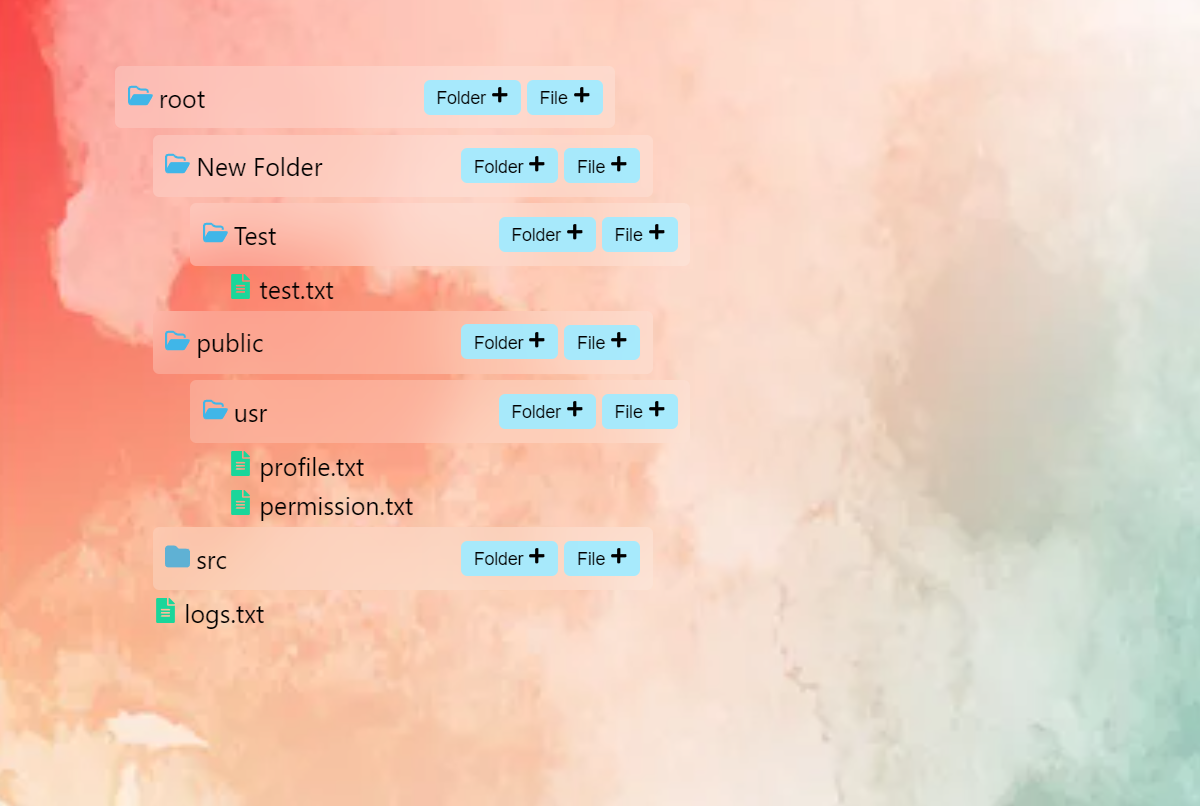 root Folder File
New Folder Folder File
Test Folder File
test.txt
public Folder File
usr Folder File
profile.txt
permission.txt
src Folder File
logs.txt